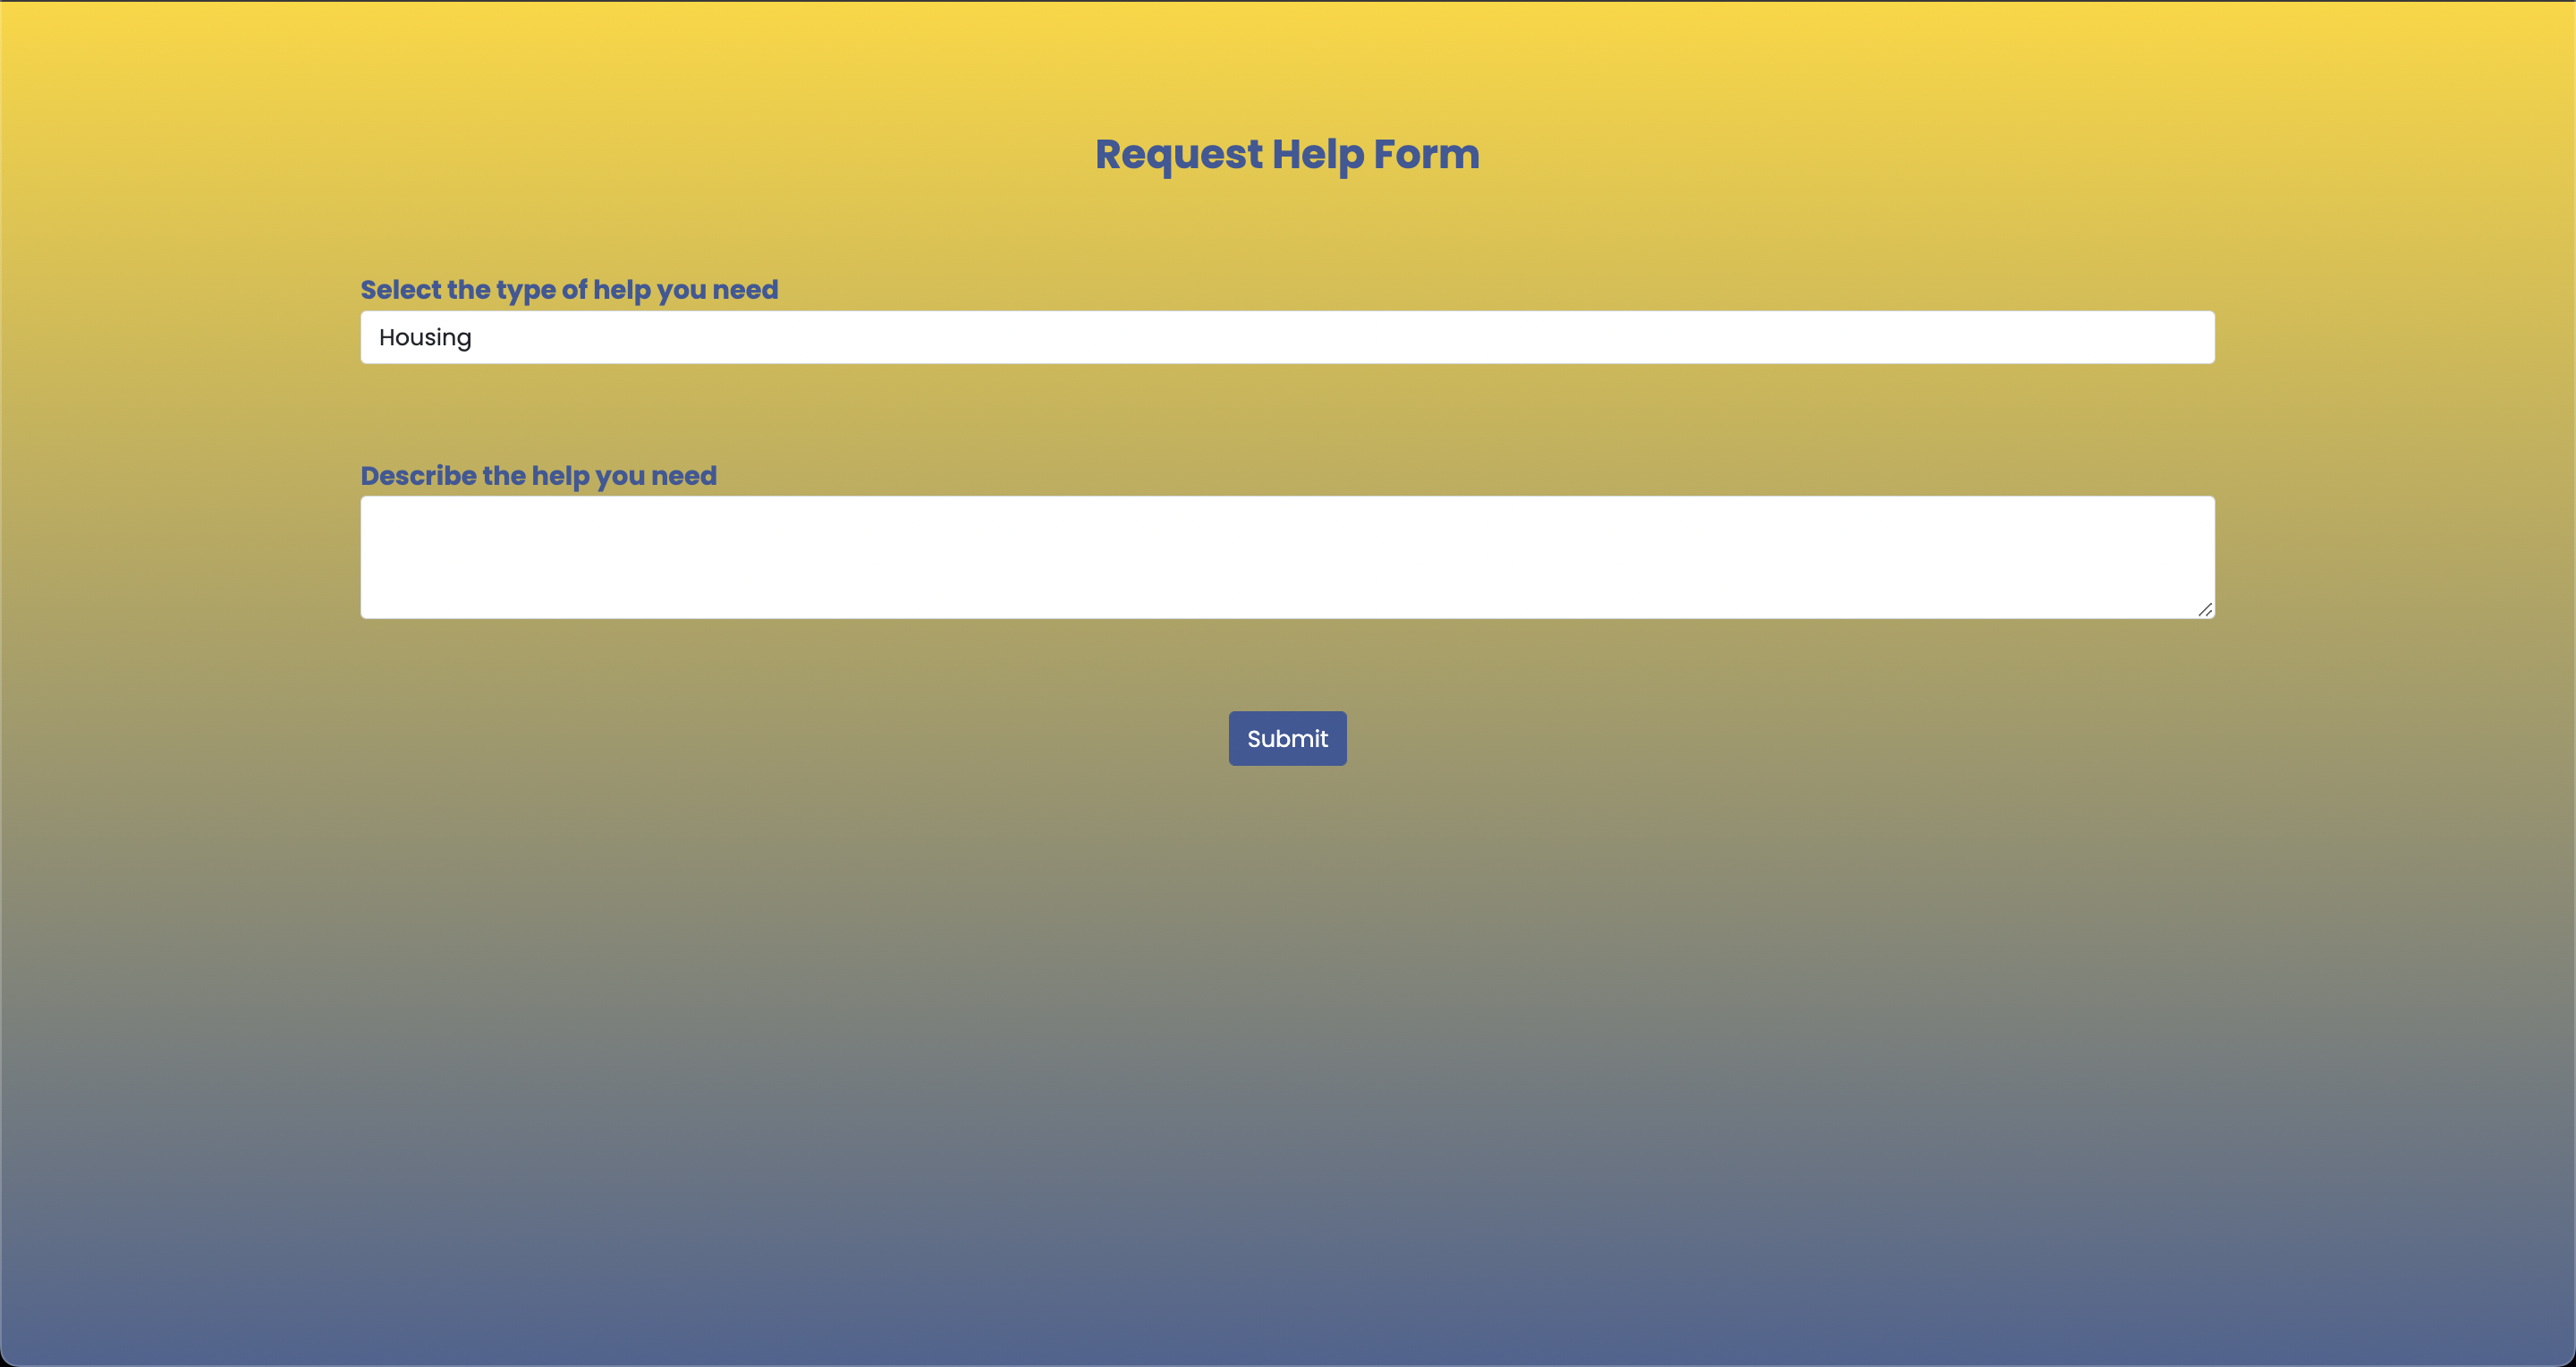 Request Help Form
Select the type of help you need
Housing
Describe the help you need
Submit